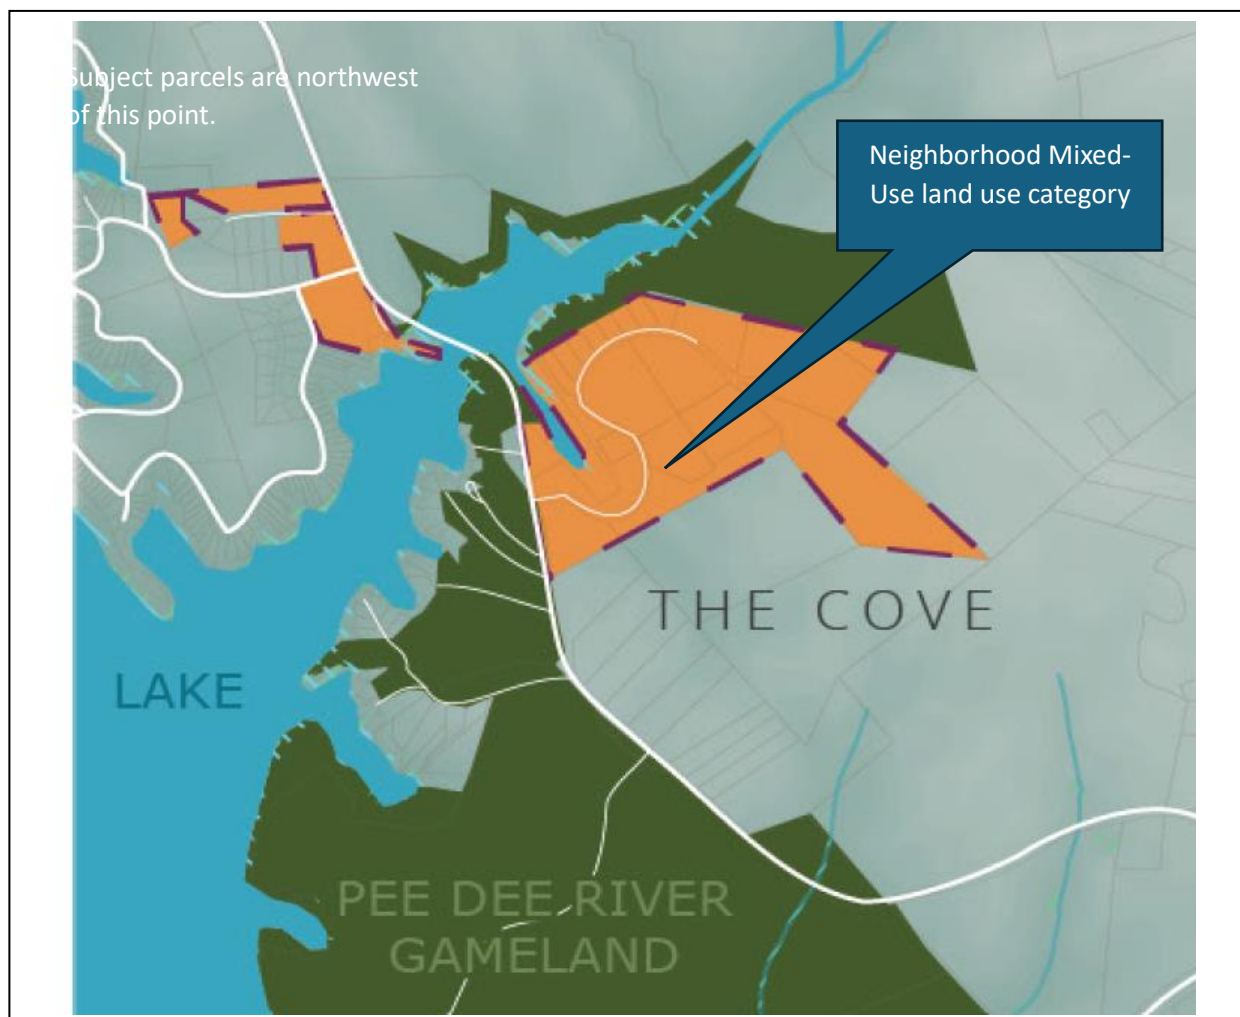 Subject parcels are northwest
of this point.
Neighborhood Mixed-
Use land use category
THE COVE
LAKE
PEE DEE RIVER
GAMELAND